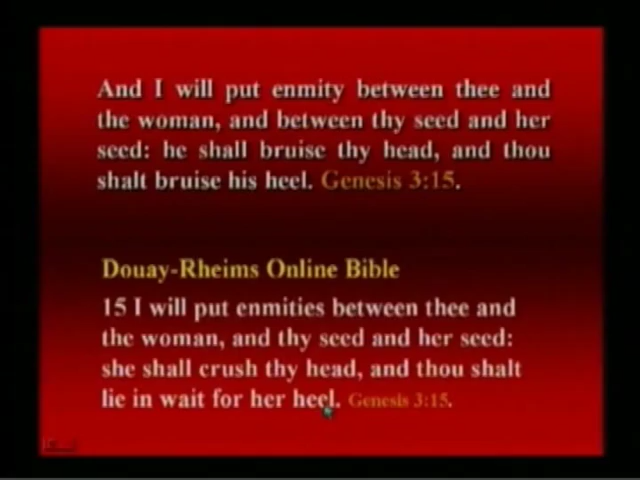 And I will put enmity between thee and
the woman, and between thy seed and her
seed: he shall bruise thy head, and thou
shalt bruise his heel. Genesis 3:15.
Douay-Rheims Online Bible
15 I will put enmities between thee and
the woman, and thy seed and her seed:
she shall crush thy head, and thou shalt
lie in wait for her heel. Genesis 3:15.